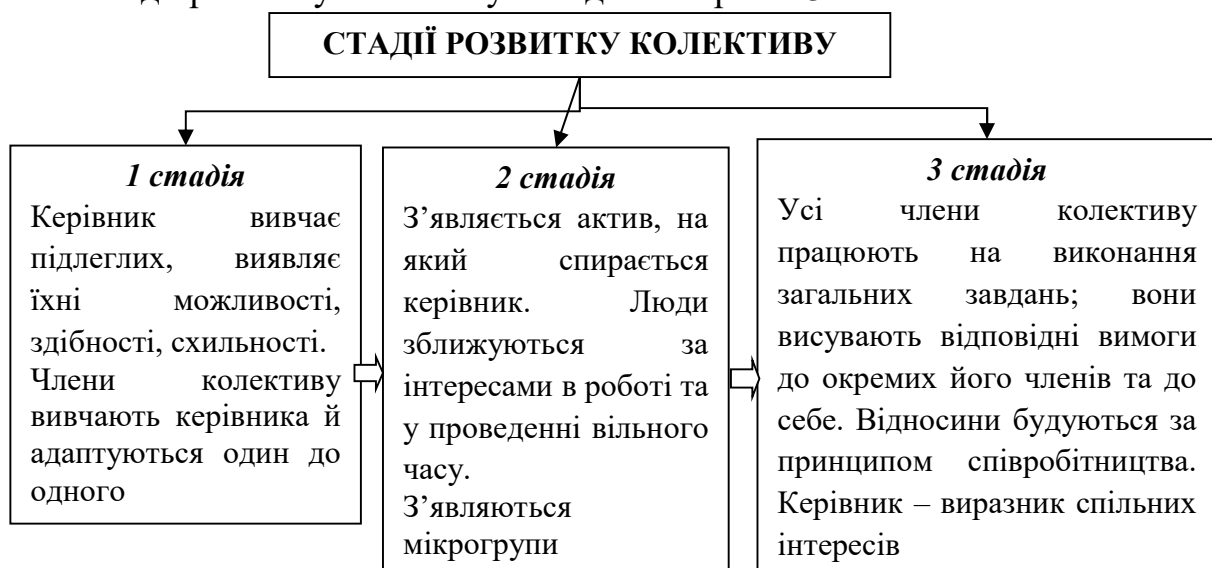 СТАДІЇ РОЗВИТКУ КОЛЕКТИВУ
1 стадія
Керівник вивчає
підлеглих, виявляє
їхні можливості,
здібності, схильності.
Члени колективу
вивчають керівника й
адаптуються один до
одного
2 стадія
З’являється актив, на
який спирається
керівник. Люди
зближуються за
інтересами в роботі та
у проведенні вільного
часу.
З’являються
мікрогрупи
3 стадія
Усі члени колективу
працюють на виконання
загальних завдань; вони
висувають відповідні вимоги
до окремих його членів та до
себе. Відносини будуються за
принципом співробітництва.
Керівник – виразник спільних
інтересів